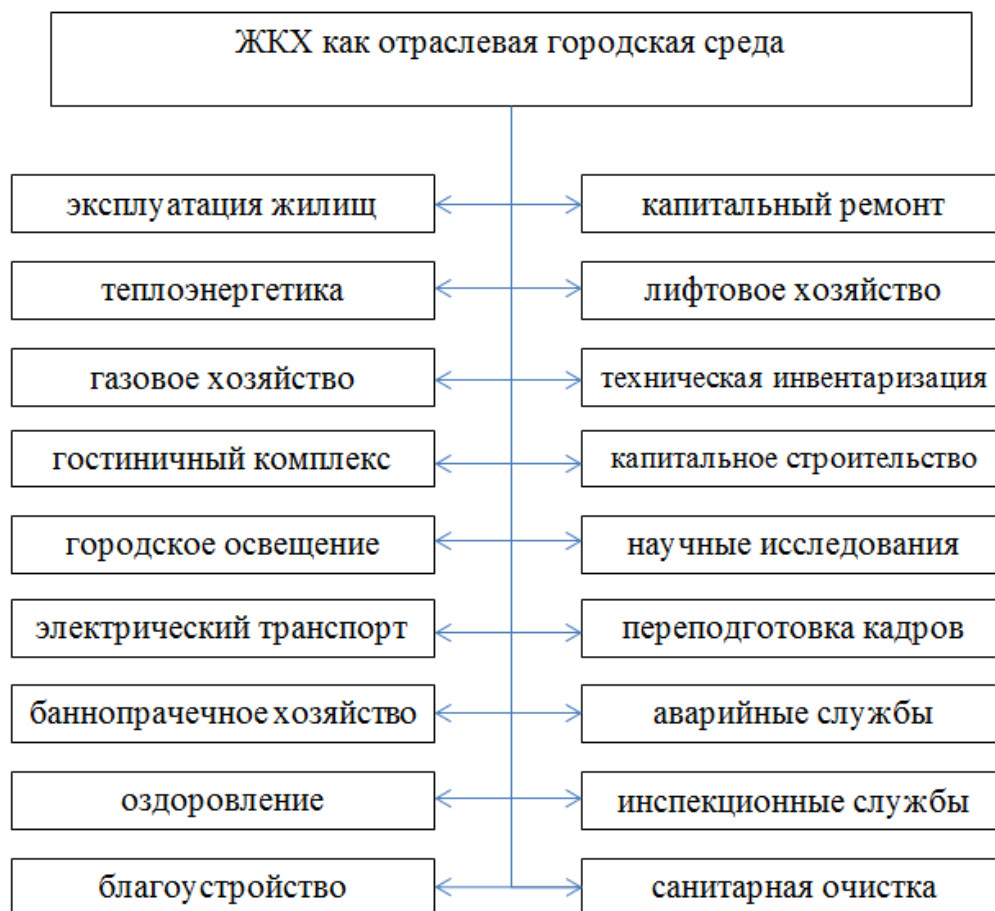 ЖКХ как отраслевая городская среда
эксплуатация жилищ
капитальный ремонт
теплоэнергетика
лифтовое хозяйство
газовое хозяйство
техническая инвентаризация
гостиничный комплекс
капитальное строительство
городское освещение
научные исследования
электрический транспорт
переподготовка кадров
баннопрачечное хозяйство
аварийные службы
оздоровление
инспекционные службы
благоустройство
санитарная очистка